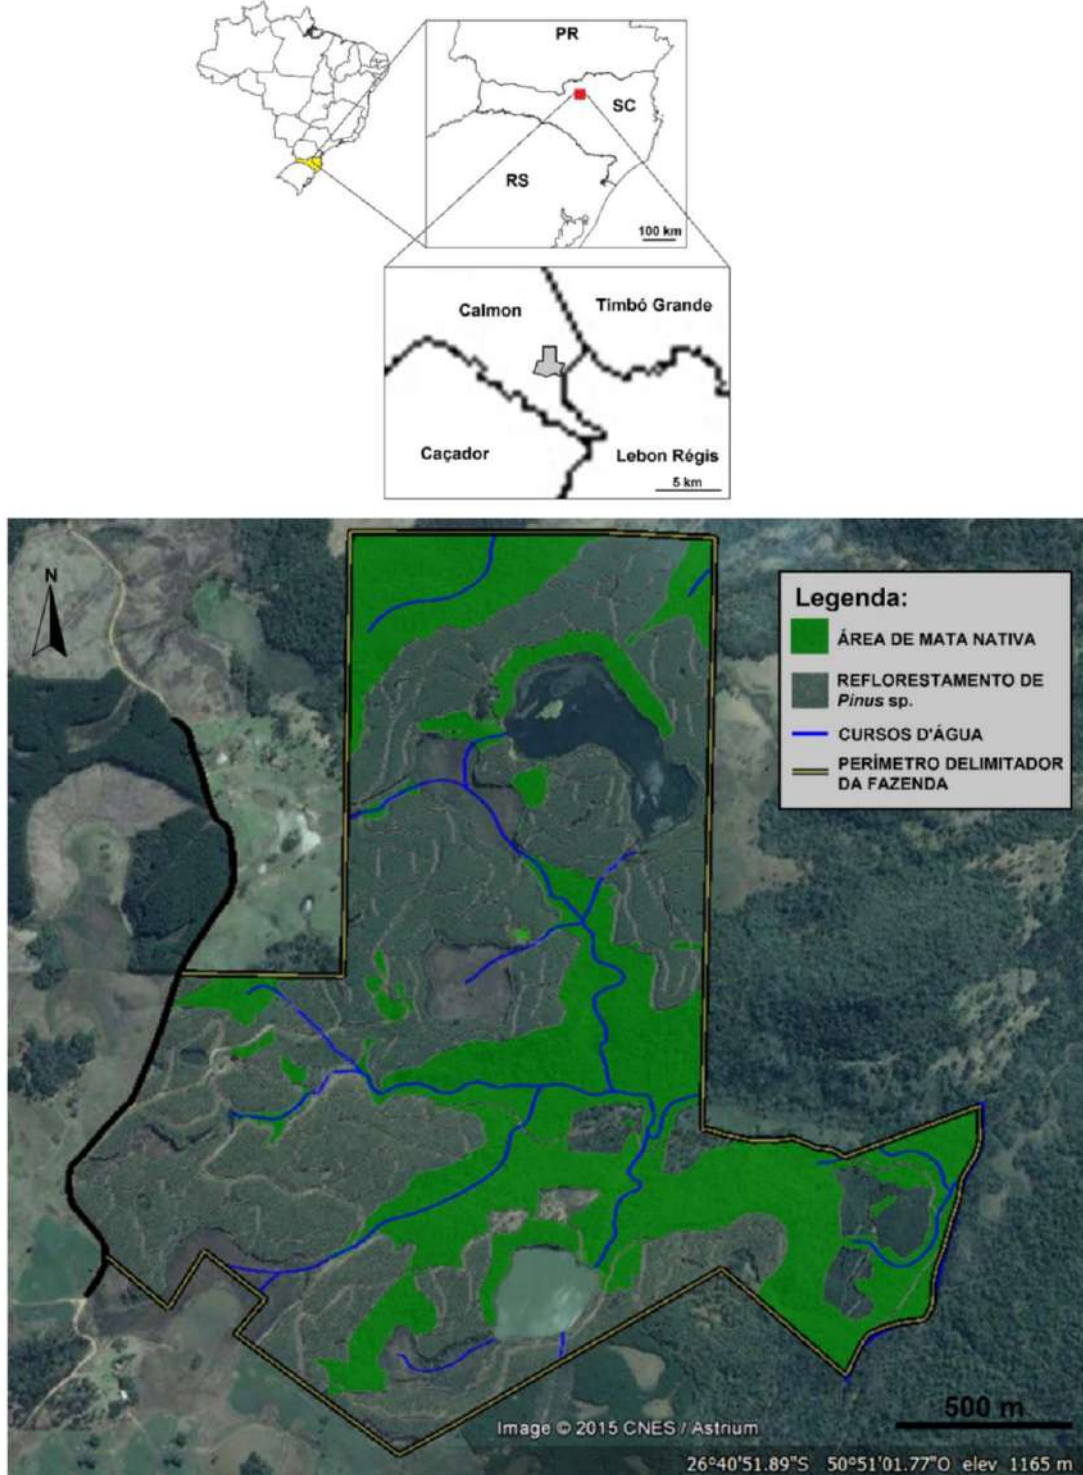 PR
SC
RS
100 km
Calmon
Timbó Grande
Caçador
Lebon Régis
5 km
N
Legenda:
ÁREA DE MATA NATIVA
REFLORESTAMENTO DE
Pinus sp.
CURSOS D'ÁGUA
PERÍMETRO DELIMITADOR
DA FAZENDA
500 m
Image © 2015 CNES / Astrium
26°40'51.89"S 50°51'01.77"O elev 1165 m